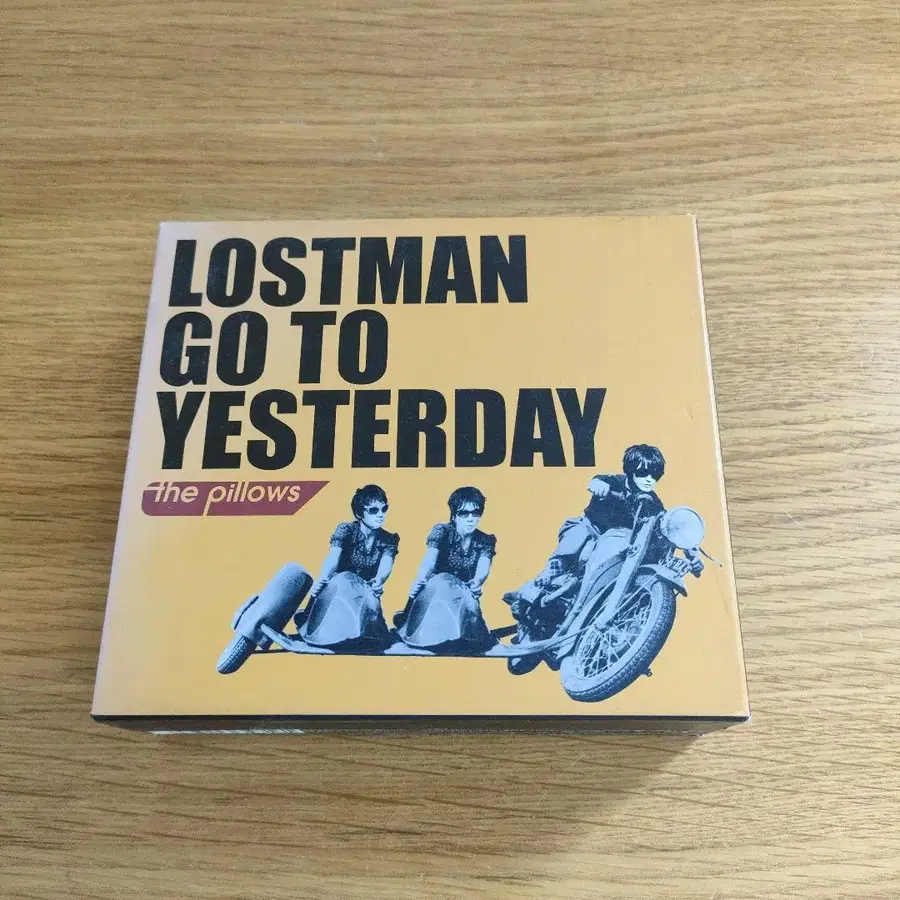 LOSTMAN
GO TO
YESTERDAY
the pillows